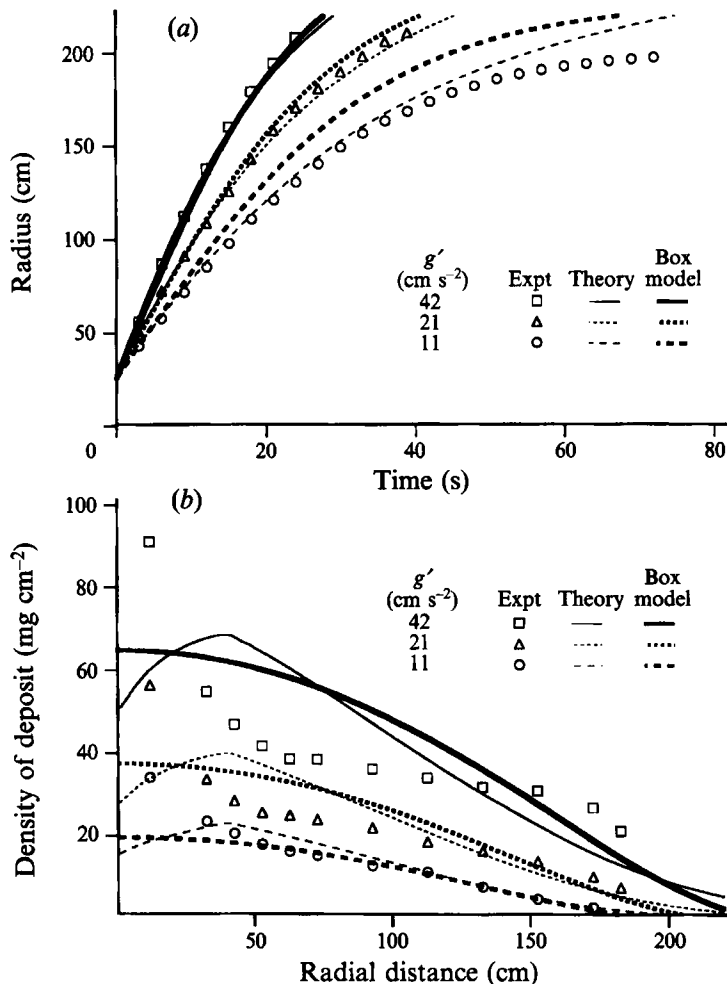 (a)
200
150
100
50
0
20
40
60
80
Radius (cm)
Time (s)
g′
(cm s⁻²) Expt Theory Box model
42
21
11
(b)
100
80
60
40
20
50
100
150
200
Density of deposit (mg cm⁻²)
Radial distance (cm)
g′
(cm s⁻²) Expt Theory Box model
42
21
11